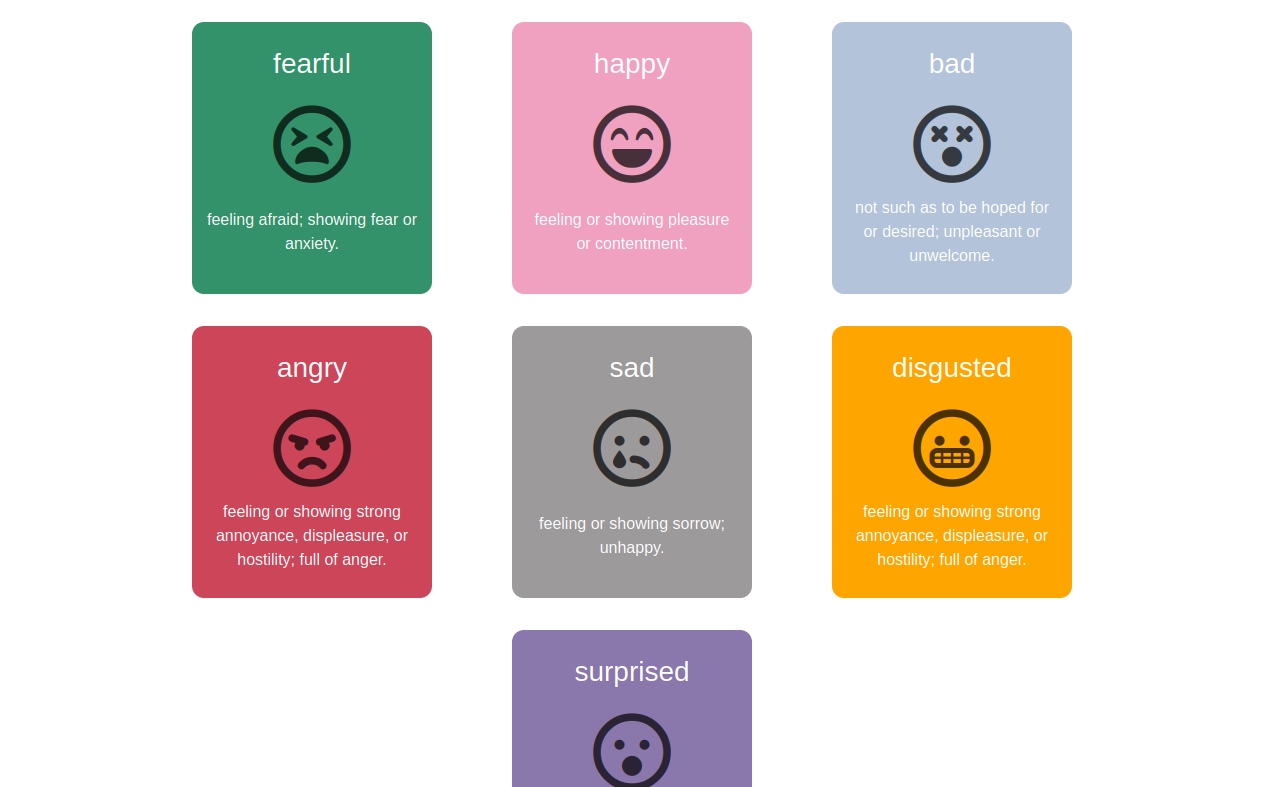 fearful
feeling afraid; showing fear or
anxiety.
happy
feeling or showing pleasure
or contentment.
bad
not such as to be hoped for
or desired; unpleasant or
unwelcome.
angry
feeling or showing strong
annoyance, displeasure, or
hostility; full of anger.
sad
feeling or showing sorrow;
unhappy.
disgusted
feeling or showing strong
annoyance, displeasure, or
hostility; full of anger.
surprised